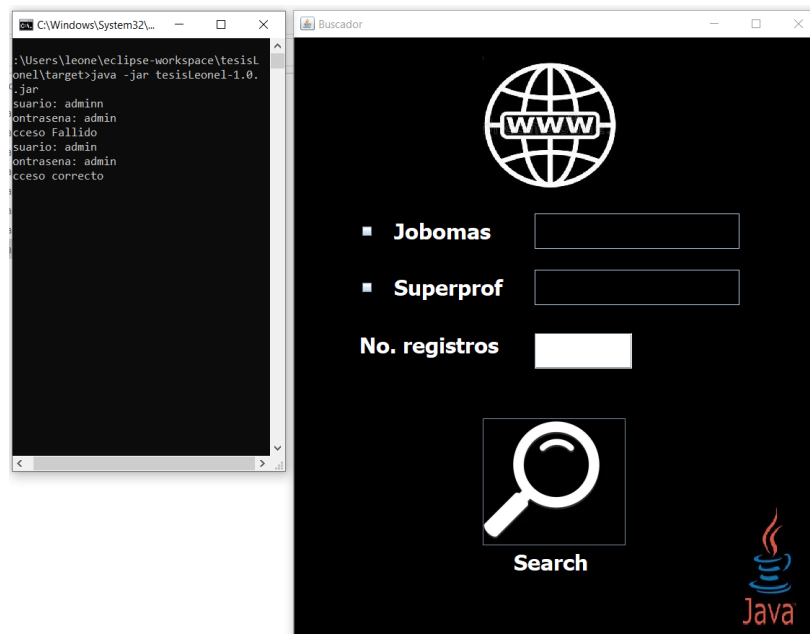 C:\Windows\System32\...
:\Users\leone\eclipse-workspace\tesisL
onel\target>java -jar tesisLeonel-1.0.
.jar
suario: adminn
ontrasena: admin
cceso Fallido
suario: admin
ontrasena: admin
cceso correcto
Buscador
WWW
Jobomas
Superprof
No. registros
Search
Java